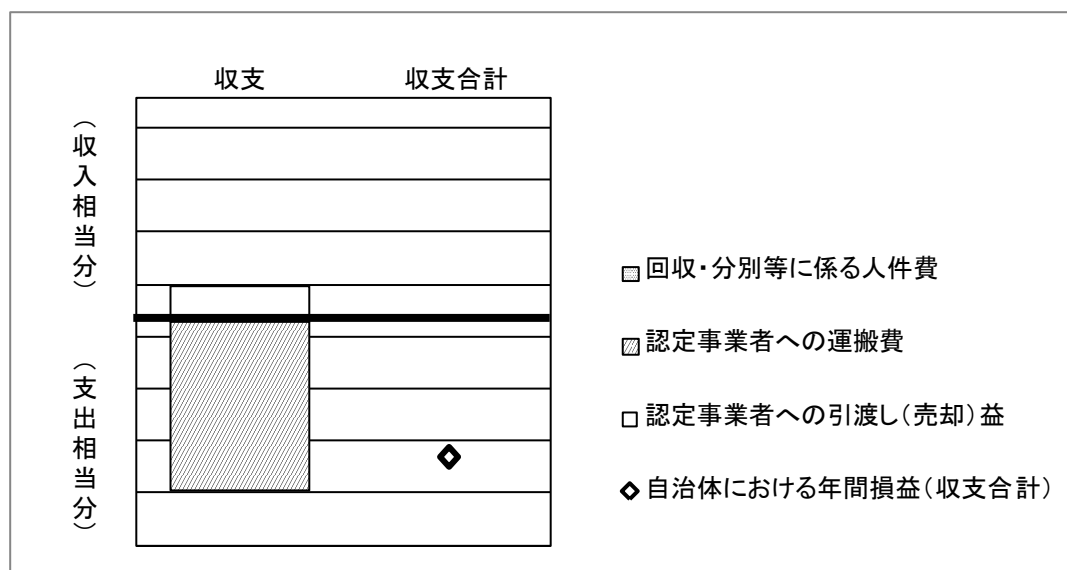 収支
収支合計
（収入相当分）
（支出相当分）
回収・分別等に係る人件費
認定事業者への運搬費
認定事業者への引渡し（売却）益
自治体における年間損益（収支合計）